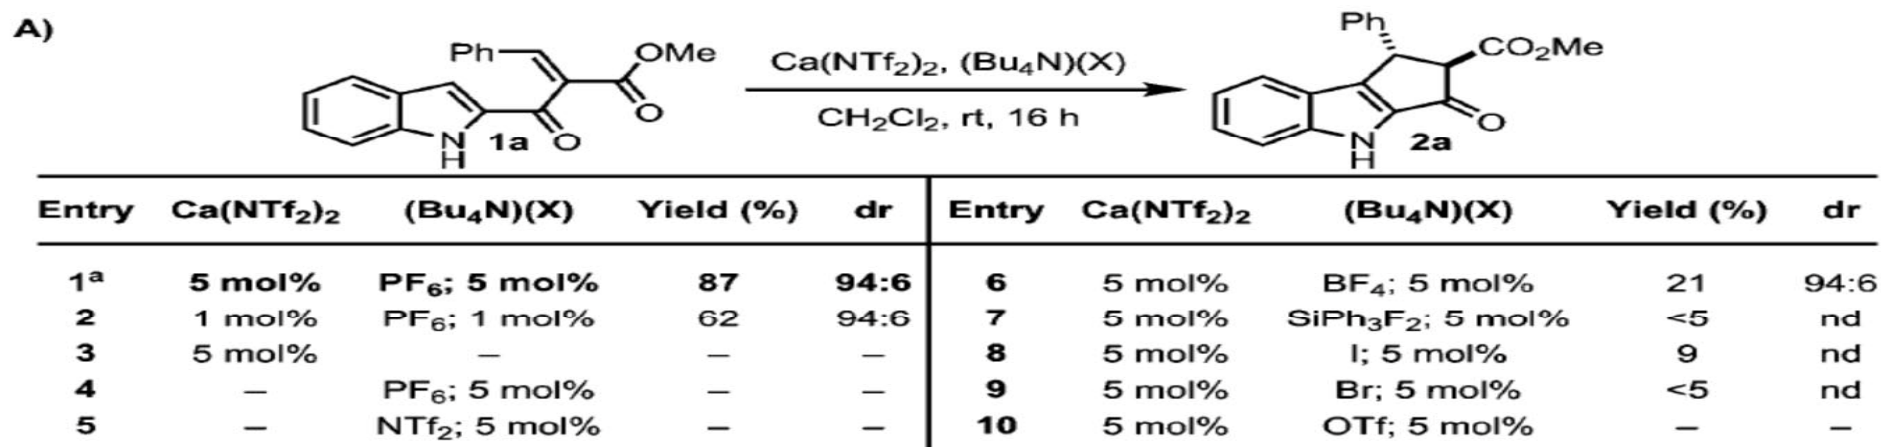 A)
Ph
OMe
O
O
N
H
1a
Ca(NTf₂)₂, (Bu₄N)(X)
CH₂Cl₂, rt, 16 h
Ph
CO₂Me
O
N
H
2a
Entry Ca(NTf₂)₂ (Bu₄N)(X) Yield (%) dr Entry Ca(NTf₂)₂ (Bu₄N)(X) Yield (%) dr
1ᵃ 5 mol% PF₆; 5 mol% 87 94:6 6 5 mol% BF₄; 5 mol% 21 94:6
2 1 mol% PF₆; 1 mol% 62 94:6 7 5 mol% SiPh₃F₂; 5 mol% <5 nd
3 5 mol% – – – 8 5 mol% I; 5 mol% 9 nd
4 – PF₆; 5 mol% – – 9 5 mol% Br; 5 mol% <5 nd
5 – NTf₂; 5 mol% – – 10 5 mol% OTf; 5 mol% – –